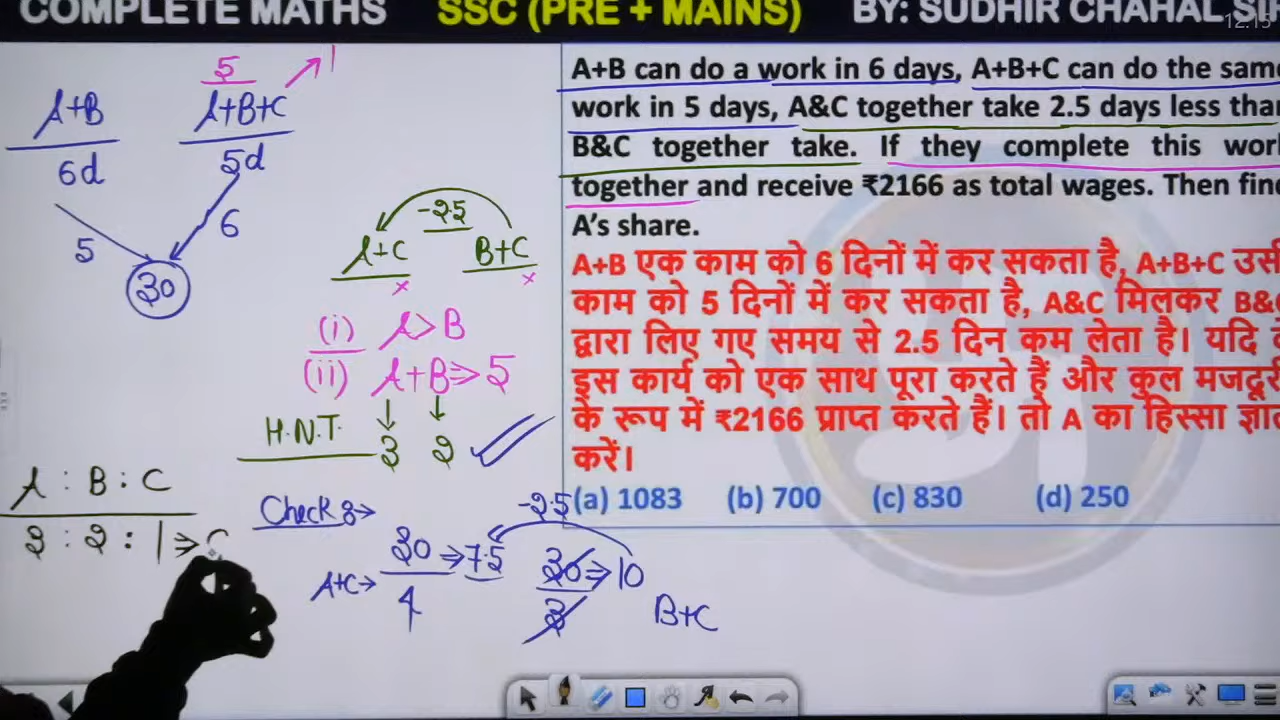 COMPLETE MATHS SSC (PRE + MAINS) BY: SUDHIR CHAHAL SIR
12:15
A+B can do a work in 6 days, A+B+C can do the same
work in 5 days, A&C together take 2.5 days less than
B&C together take. If they complete this work
together and receive ₹2166 as total wages. Then find
A's share.
A+B एक काम को 6 दिनों में कर सकता है, A+B+C उसी
काम को 5 दिनों में कर सकता है, A&C मिलकर B&C
द्वारा लिए गए समय से 2.5 दिन कम लेता है। यदि
इस कार्य को एक साथ पूरा करते हैं और कुल मजदूरी
के रूप में ₹2166 प्राप्त करते हैं। तो A का हिस्सा ज्ञात
करें।
(a) 1083 (b) 700 (c) 830 (d) 250
5 1
A+B A+B+C
6d 5d
5 6
30
-2.5
A+C B+C
x x
(i) A>B
(ii) A+B⇒5
H.N.T. 3 2
A : B : C
3 : 2 : 1 ⇒
Check :→
-2.5
A+C→ 30/4 ⇒ 7.5 30/3 ⇒ 10
B+C